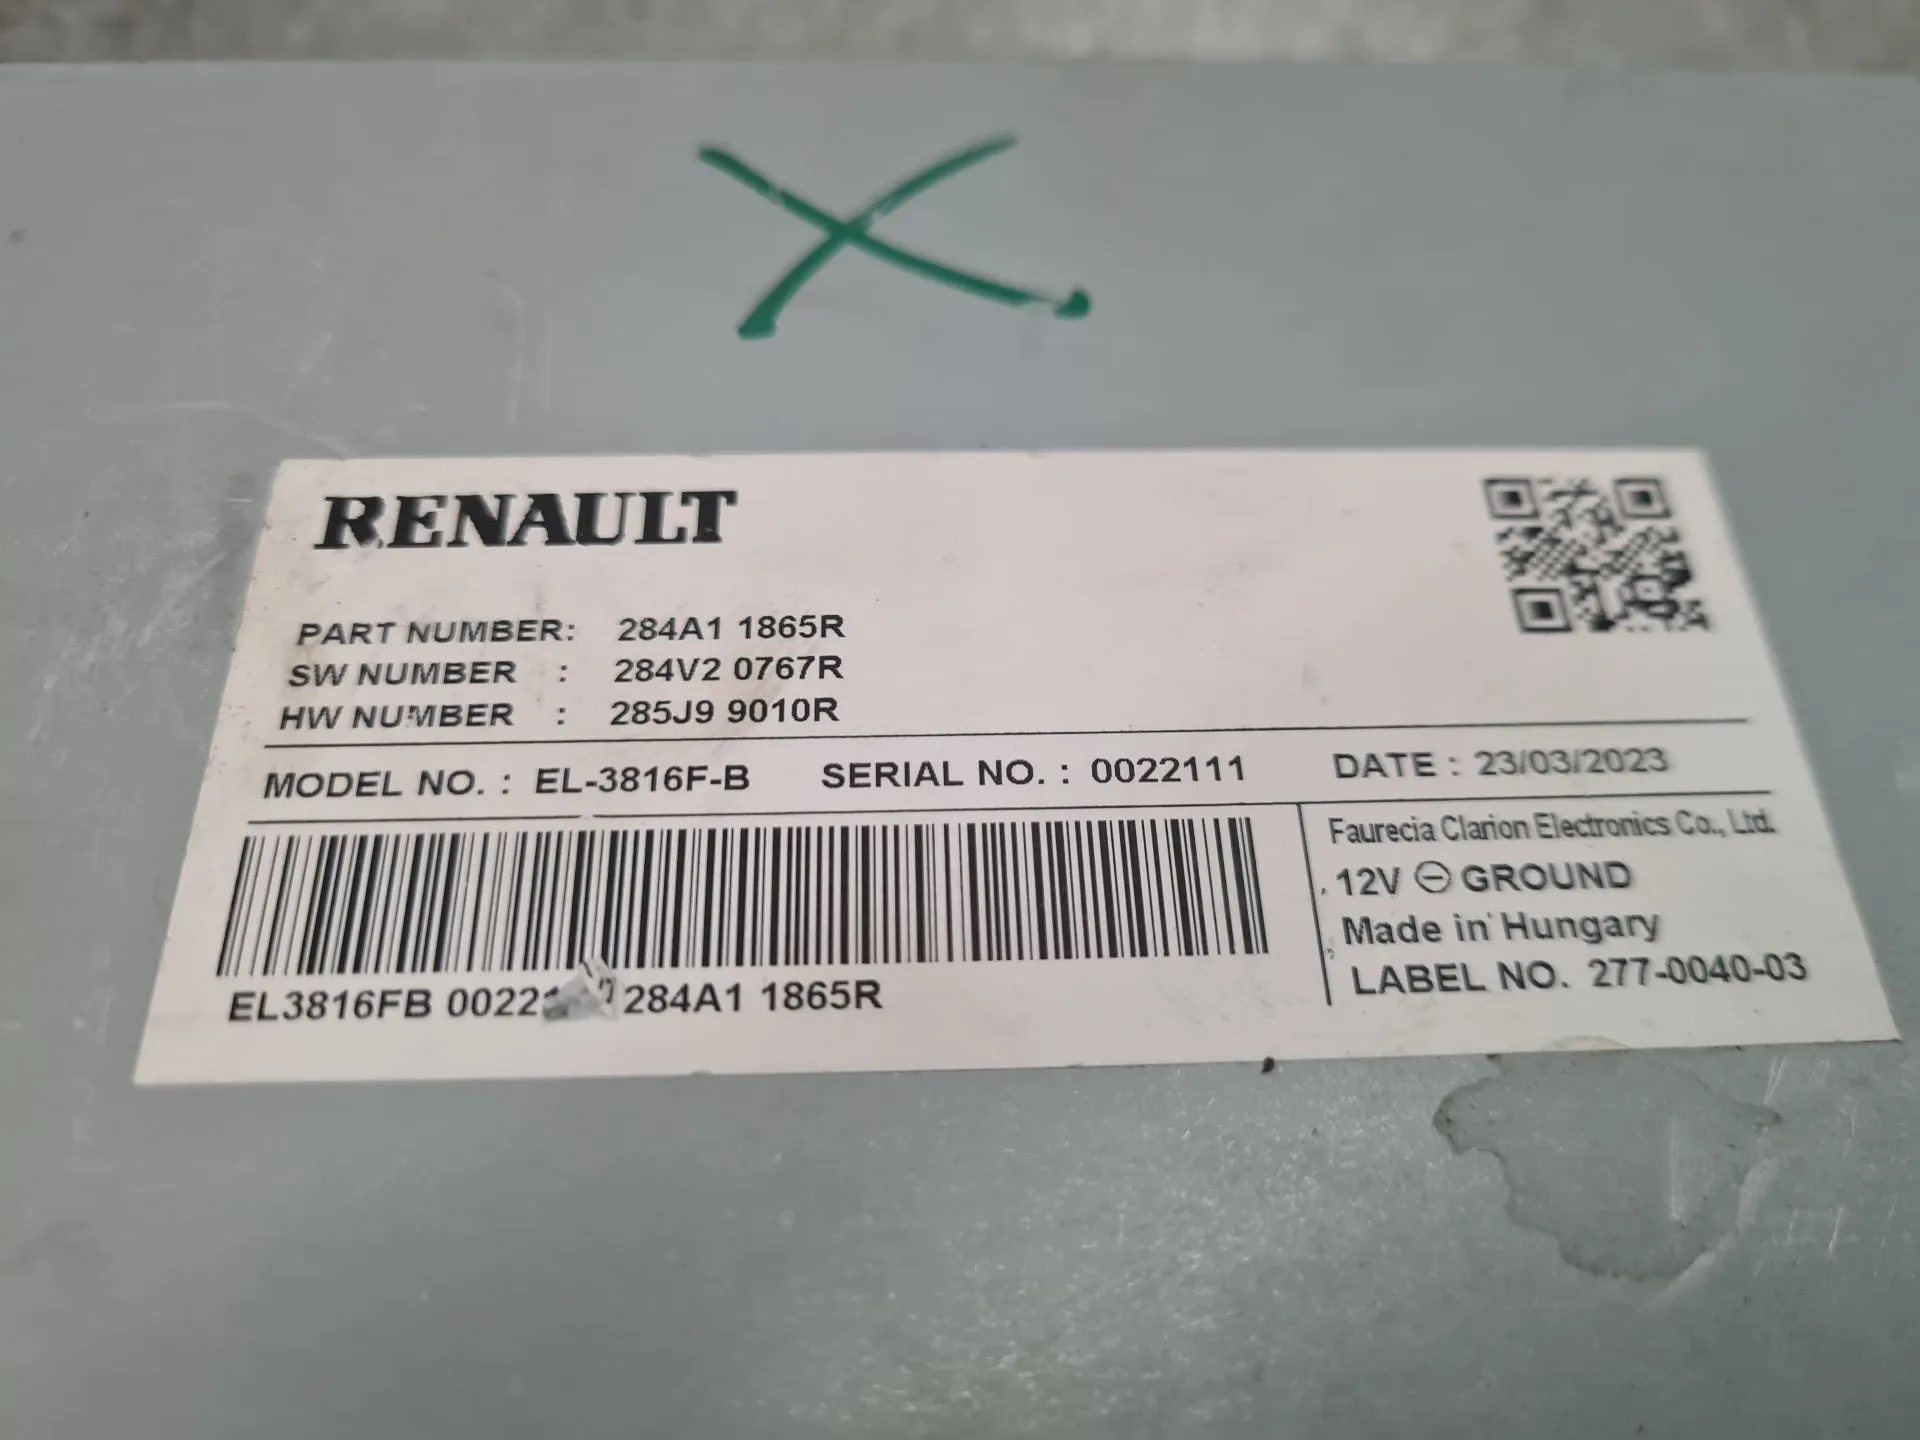 RENAULT
PART NUMBER: 284A1 1865R
SW NUMBER : 284V2 0767R
HW NUMBER : 285J9 9010R
MODEL NO. : EL-3816F-B SERIAL NO. : 0022111 DATE : 23/03/2023
Faurecia Clarion Electronics Co., Ltd.
12V ⊖ GROUND
Made in Hungary
LABEL NO. 277-0040-03
EL3816FB 284A1 1865R